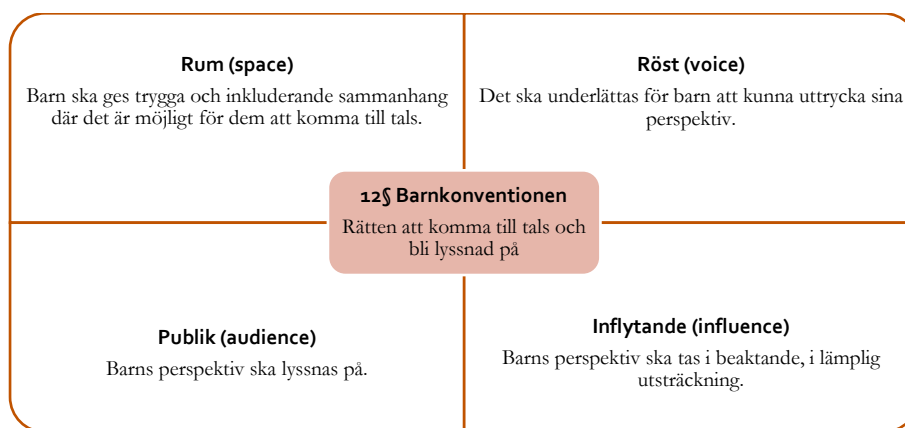 Rum (space)
Barn ska ges trygga och inkluderande sammanhang
där det är möjligt för dem att komma till tals.
Röst (voice)
Det ska underlättas för barn att kunna uttrycka sina
perspektiv.
12§ Barnkonventionen
Rätten att komma till tals och
bli lyssnad på
Publik (audience)
Barns perspektiv ska lyssnas på.
Inflytande (influence)
Barns perspektiv ska tas i beaktande, i lämplig
utsträckning.